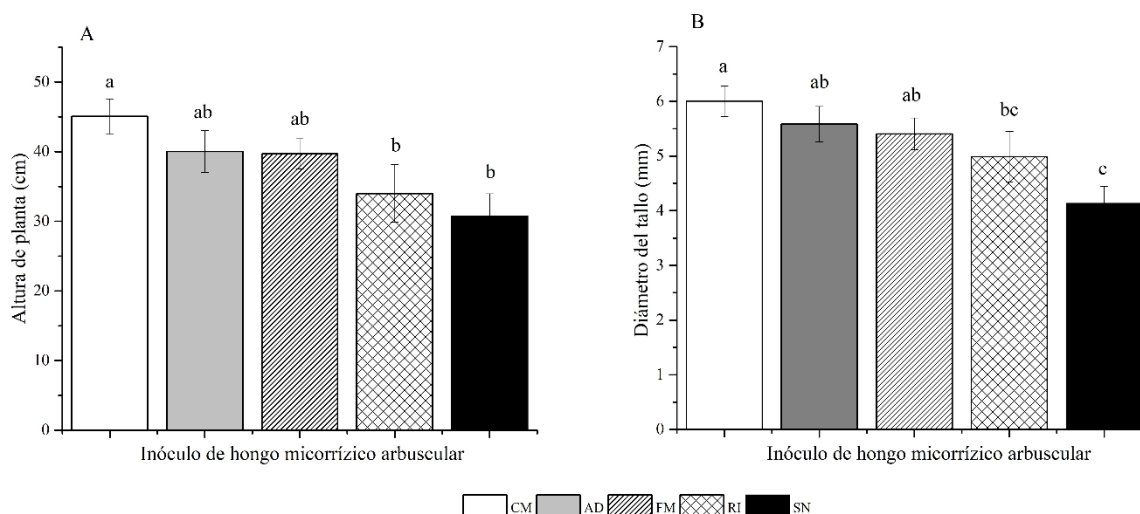 A
Altura de planta (cm)
50
40
30
20
10
0
a
ab
ab
b
b
Inóculo de hongo micorrízico arbuscular
B
Diámetro del tallo (mm)
7
6
5
4
3
2
1
0
a
ab
ab
bc
c
Inóculo de hongo micorrízico arbuscular
CM AD FM RI SN